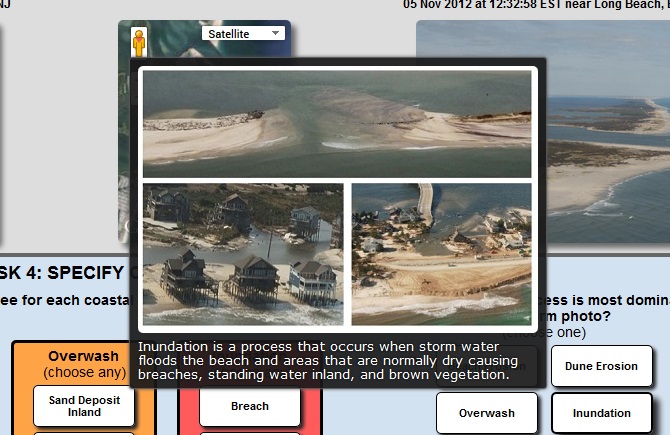 NJ
05 Nov 2012 at 12:32:58 EST near Long Beach,
Satellite
SK 4: SPECIFY
ee for each coasta
cess is most domin
rm photo?
(choose one)
Overwash
(choose any)
Sand Deposit
Inland
Breach
Dune Erosion
Overwash
Inundation
Inundation is a process that occurs when storm water
floods the beach and areas that are normally dry causing
breaches, standing water inland, and brown vegetation.